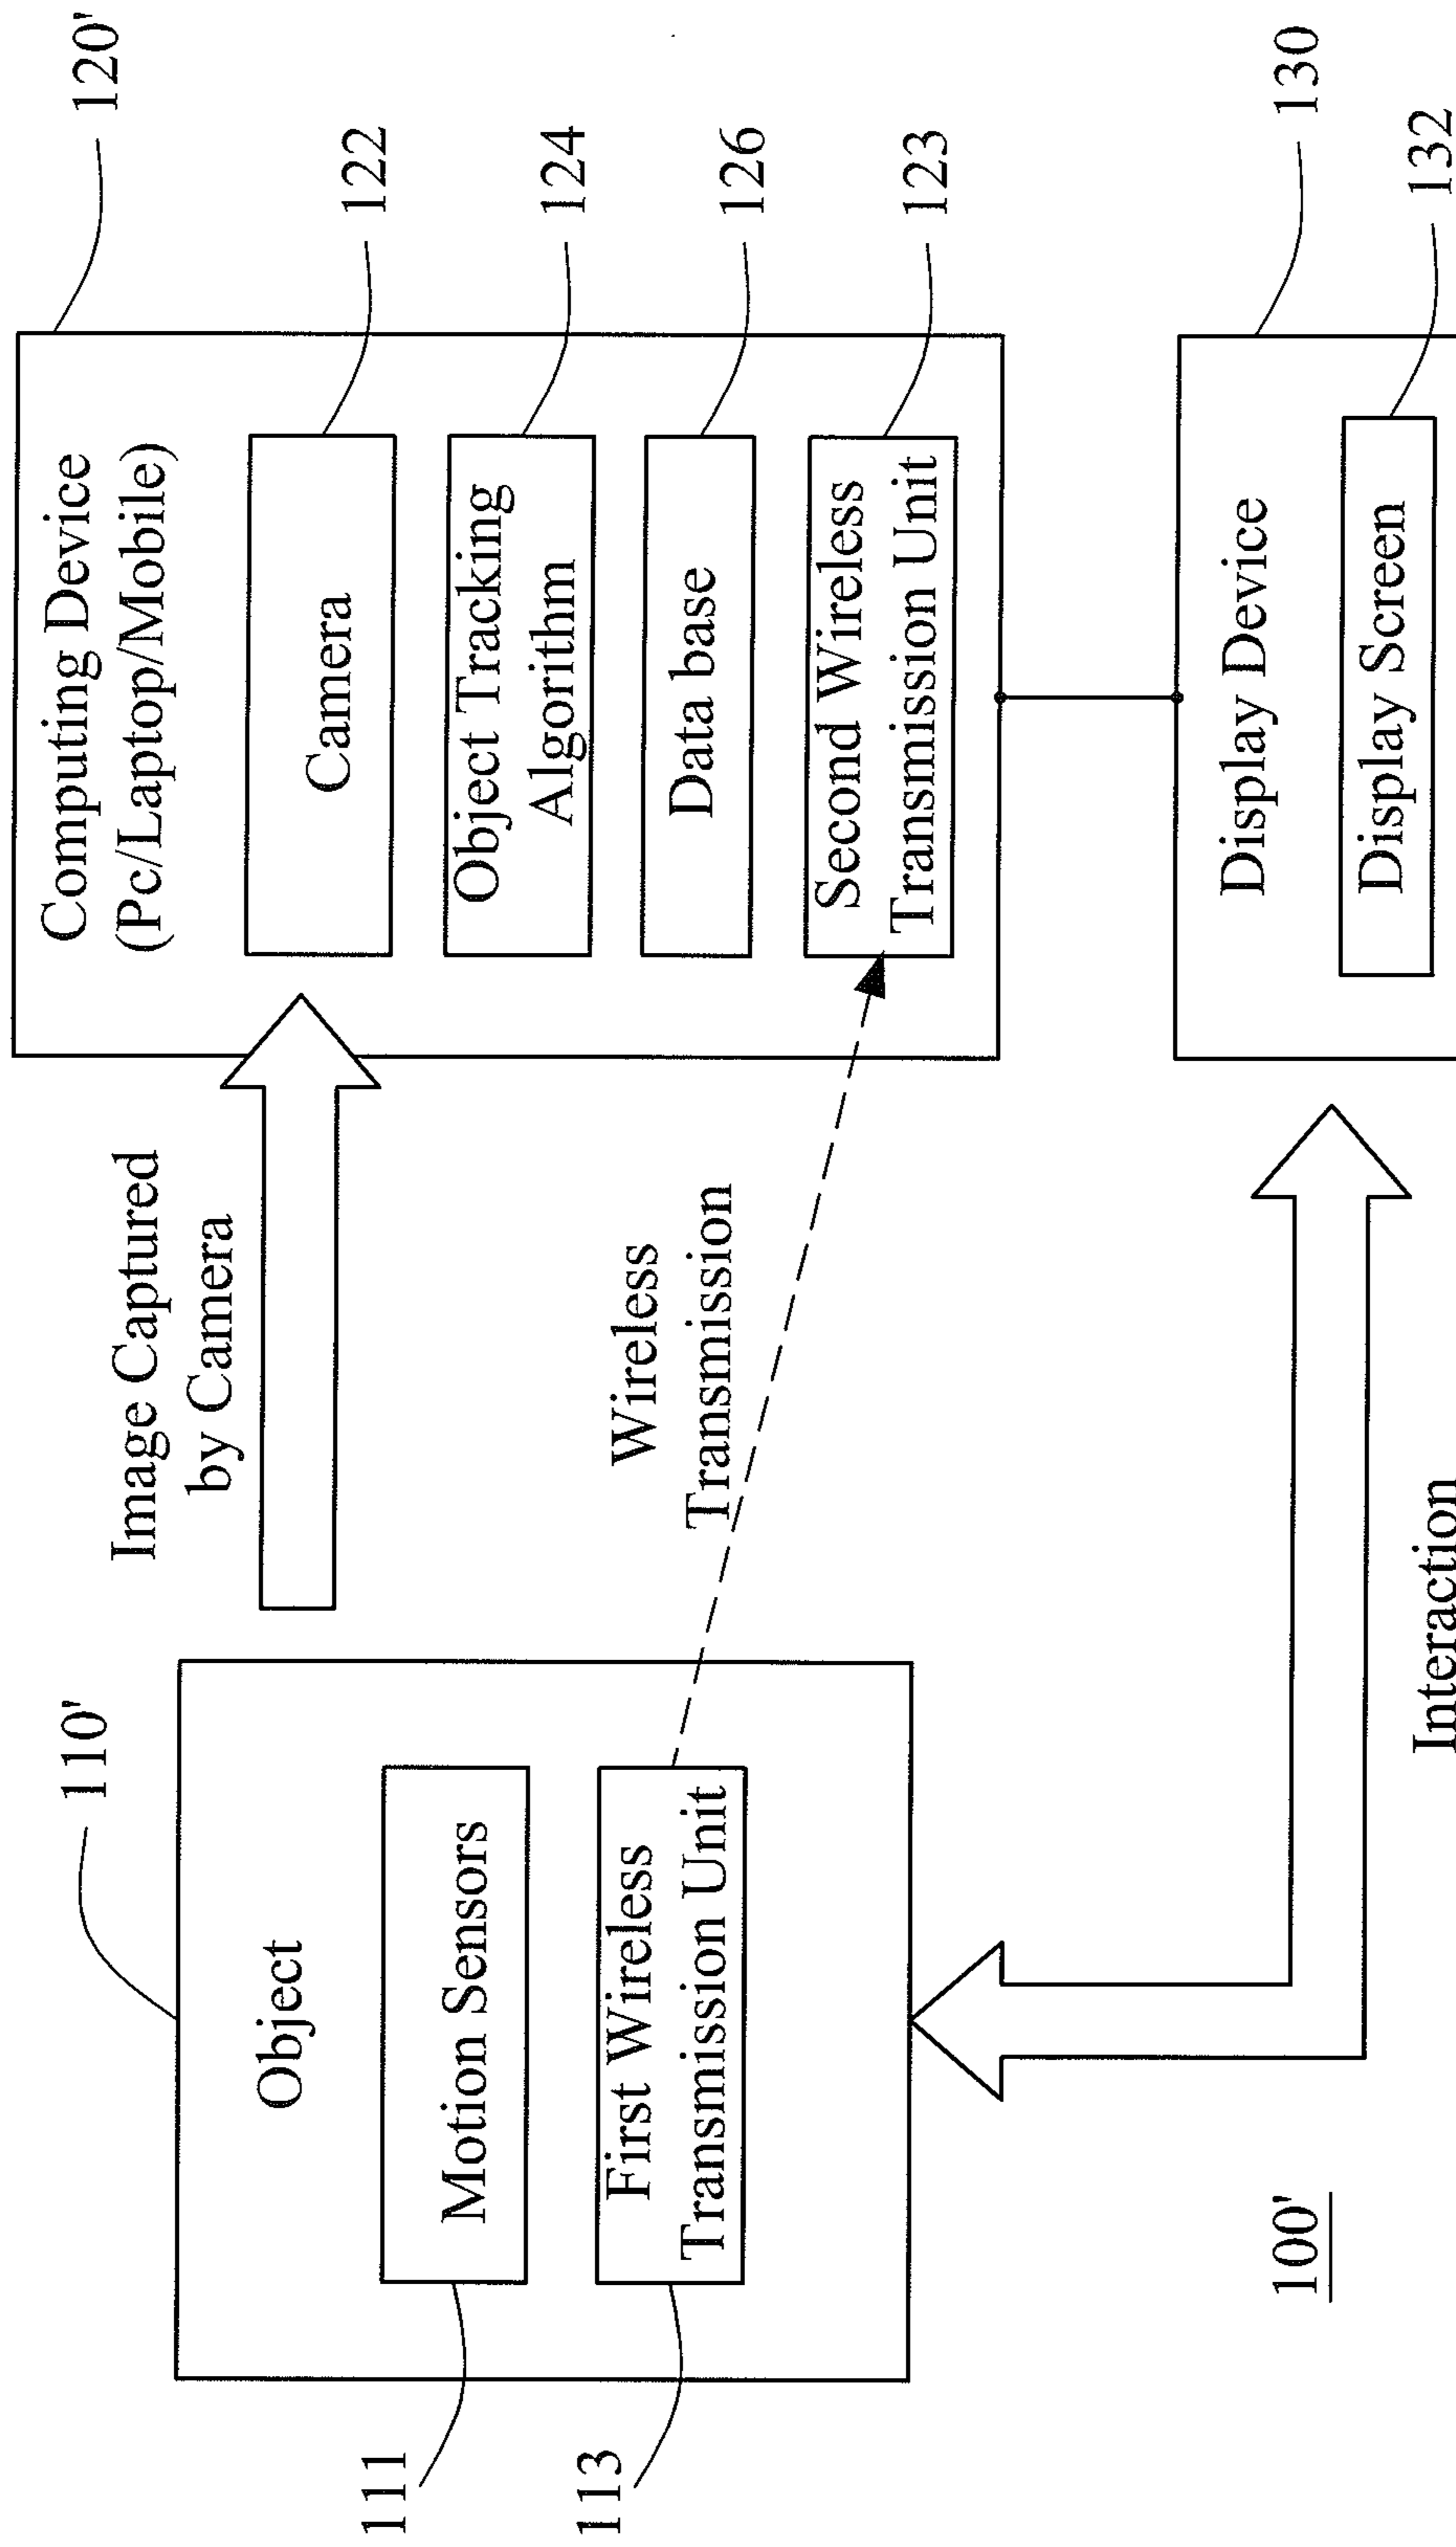 110'
Object
Motion Sensors
111
First Wireless
Transmission Unit
113
Image Captured
by Camera
Wireless
Transmission
Computing Device
(Pc/Laptop/Mobile)
120'
Camera
122
Object Tracking
Algorithm
124
Data base
126
Second Wireless
Transmission Unit
123
Display Device
130
Display Screen
132
Interaction
100'